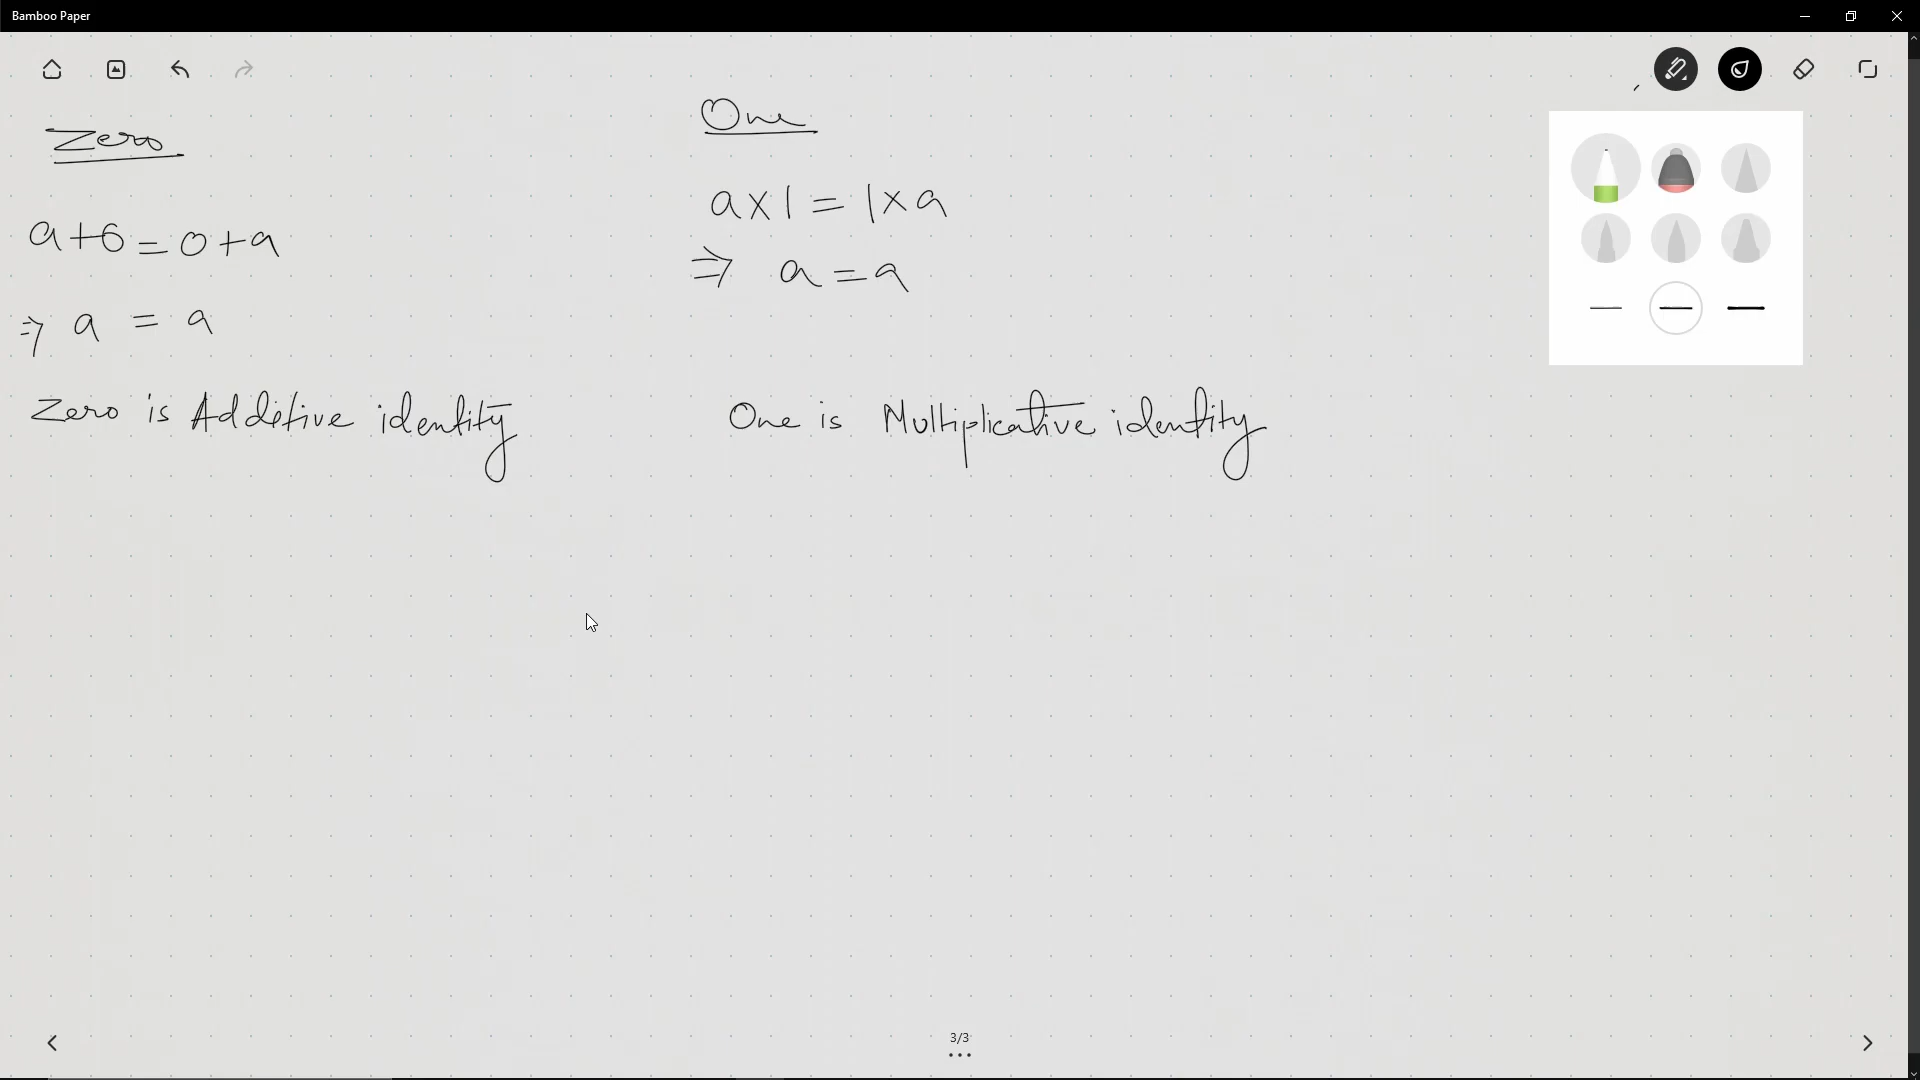 Bamboo Paper
Zero
a+0=0+a
⇒ a = a
Zero is Additive identity
One
a×1=1×a
⇒ a=a
One is Multiplicative identity
3/3